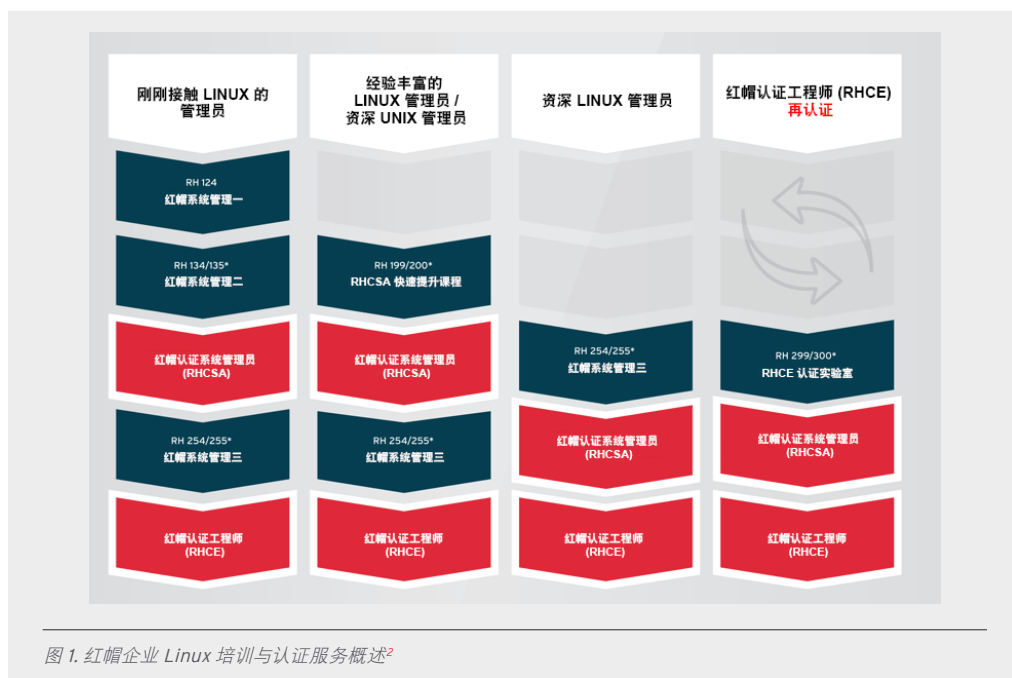 刚刚接触 LINUX 的
管理员
经验丰富的
LINUX 管理员 /
资深 UNIX 管理员
资深 LINUX 管理员
红帽认证工程师 (RHCE)
再认证
RH 124
红帽系统管理一
RH 134/135*
红帽系统管理二
RH 199/200*
RHCSA 快速提升课程
红帽认证系统管理员
(RHCSA)
红帽认证系统管理员
(RHCSA)
RH 254/255*
红帽系统管理三
RH 299/300*
RHCE 认证实验室
RH 254/255*
红帽系统管理三
RH 254/255*
红帽系统管理三
红帽认证系统管理员
(RHCSA)
红帽认证系统管理员
(RHCSA)
红帽认证工程师
(RHCE)
红帽认证工程师
(RHCE)
红帽认证工程师
(RHCE)
红帽认证工程师
(RHCE)
图 1. 红帽企业 Linux 培训与认证服务概述2